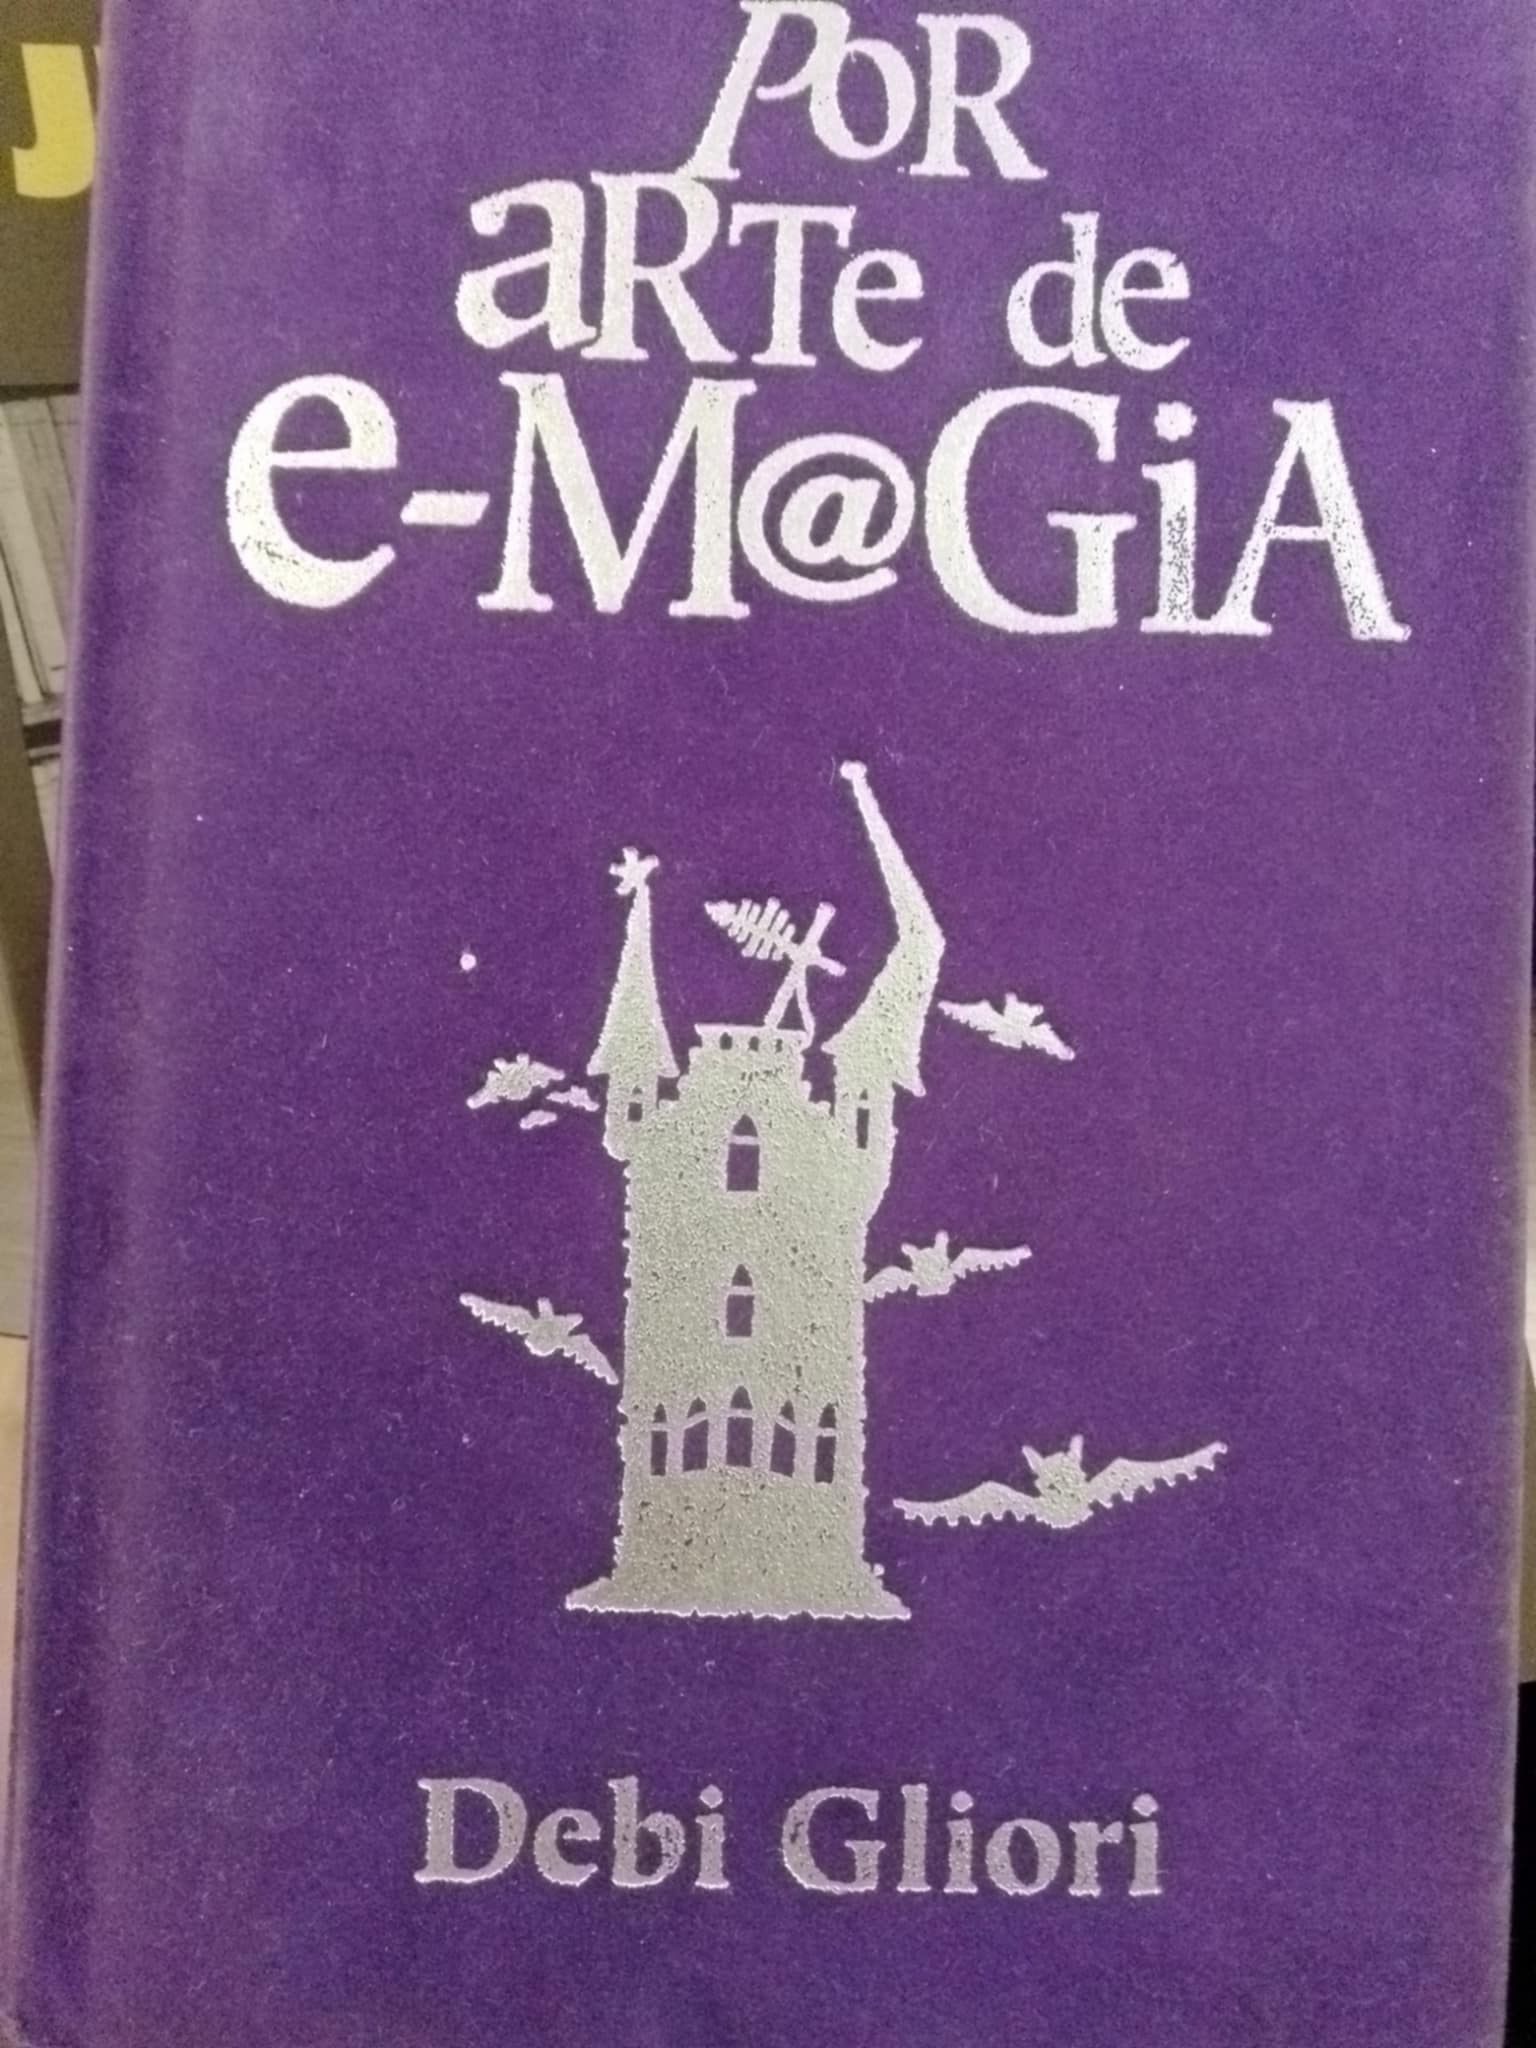 POR
aRTe de
e-M@GiA
Debi Gliori
J